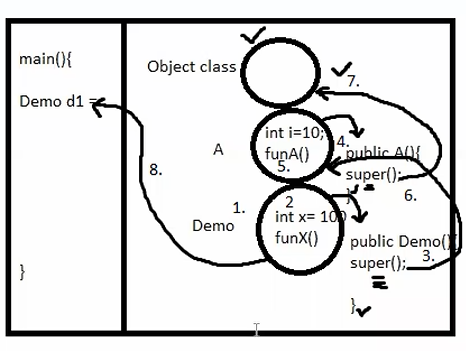 main(){
Demo d1 =
}
Object class
7.
int i=10;
funA()
4.
5.
A
public A(){
super();
}
6.
8.
1.
2
Demo
int x= 100
funX()
public Demo(){
super();
3.
}